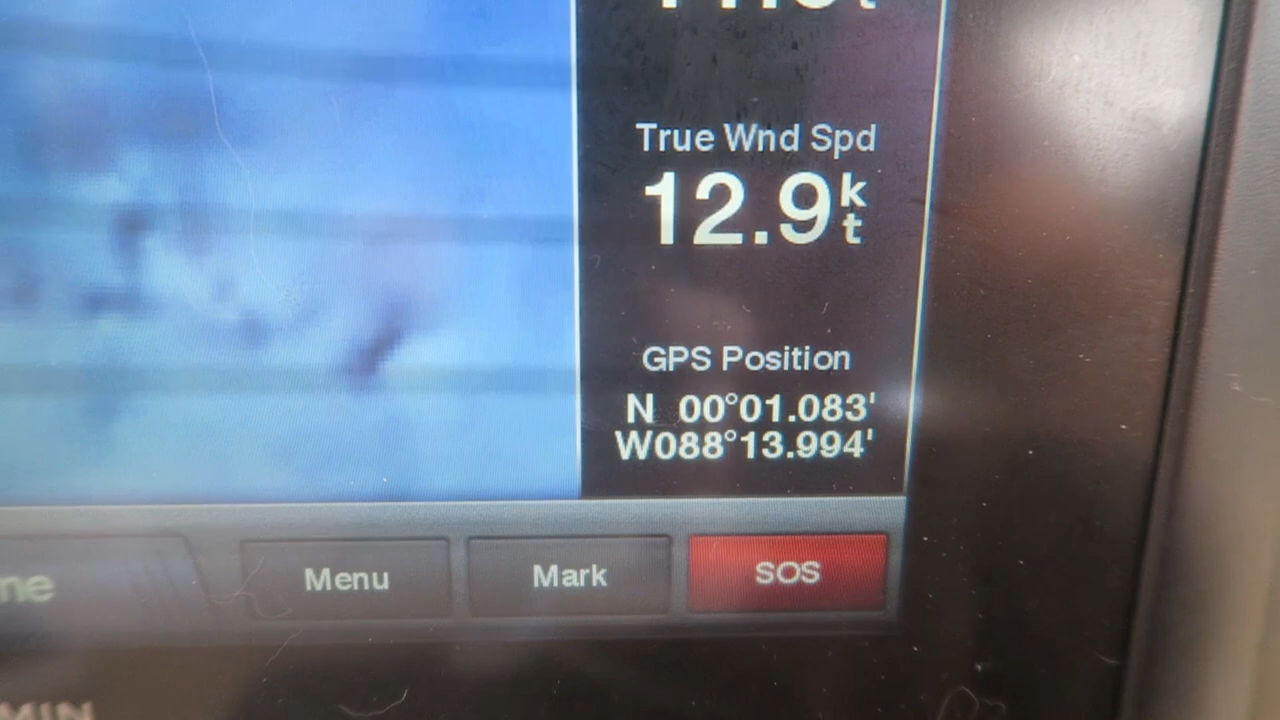 True Wnd Spd
12.9kt
GPS Position
N 00°01.083'
W088°13.994'
Menu
Mark
SOS